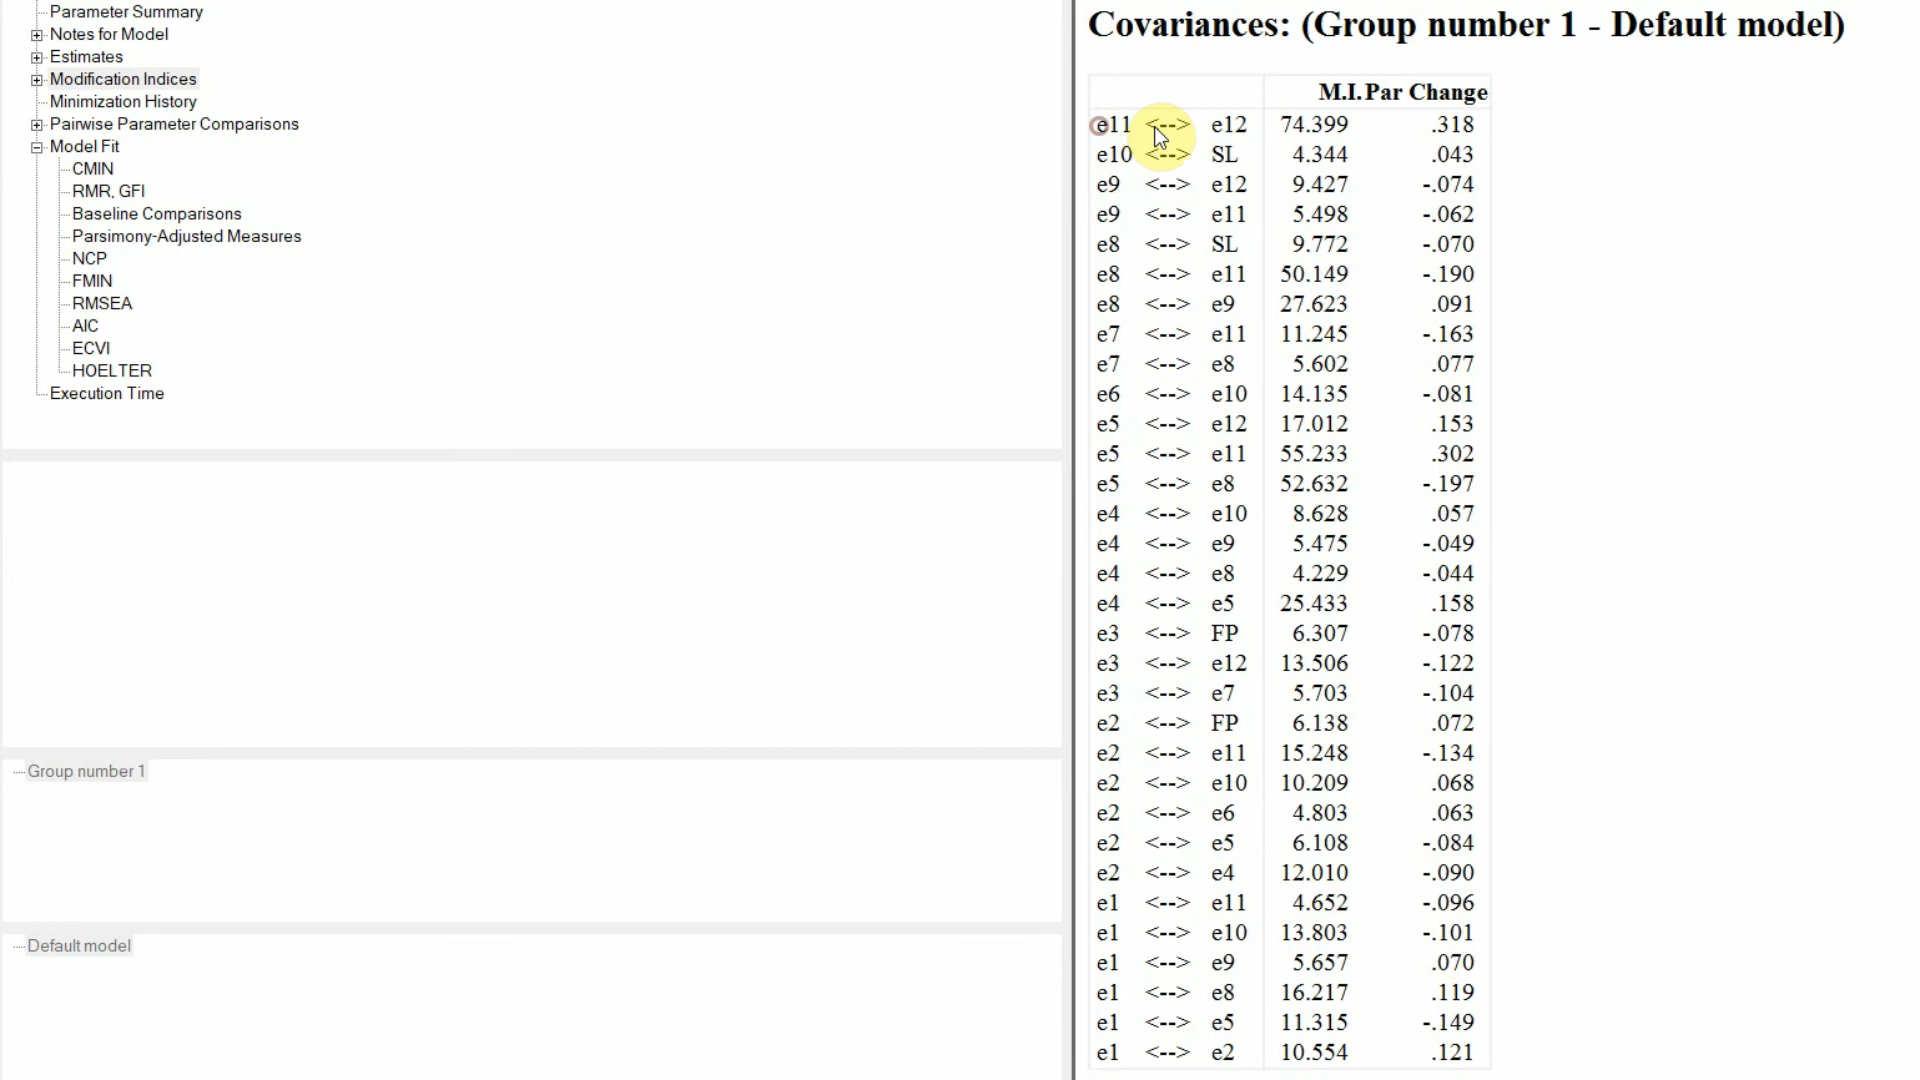 Parameter Summary
Notes for Model
Estimates
Modification Indices
Minimization History
Pairwise Parameter Comparisons
Model Fit
CMIN
RMR, GFI
Baseline Comparisons
Parsimony-Adjusted Measures
NCP
FMIN
RMSEA
AIC
ECVI
HOELTER
Execution Time
Group number 1
Default model
Covariances: (Group number 1 - Default model)
M.I. Par Change
e11 <--> e12 74.399 .318
e10 <--> SL 4.344 .043
e9 <--> e12 9.427 -.074
e9 <--> e11 5.498 -.062
e8 <--> SL 9.772 -.070
e8 <--> e11 50.149 -.190
e8 <--> e9 27.623 .091
e7 <--> e11 11.245 -.163
e7 <--> e8 5.602 .077
e6 <--> e10 14.135 -.081
e5 <--> e12 17.012 .153
e5 <--> e11 55.233 .302
e5 <--> e8 52.632 -.197
e4 <--> e10 8.628 .057
e4 <--> e9 5.475 -.049
e4 <--> e8 4.229 -.044
e4 <--> e5 25.433 .158
e3 <--> FP 6.307 -.078
e3 <--> e12 13.506 -.122
e3 <--> e7 5.703 -.104
e2 <--> FP 6.138 .072
e2 <--> e11 15.248 -.134
e2 <--> e10 10.209 .068
e2 <--> e6 4.803 .063
e2 <--> e5 6.108 -.084
e2 <--> e4 12.010 -.090
e1 <--> e11 4.652 -.096
e1 <--> e10 13.803 -.101
e1 <--> e9 5.657 .070
e1 <--> e8 16.217 .119
e1 <--> e5 11.315 -.149
e1 <--> e2 10.554 .121